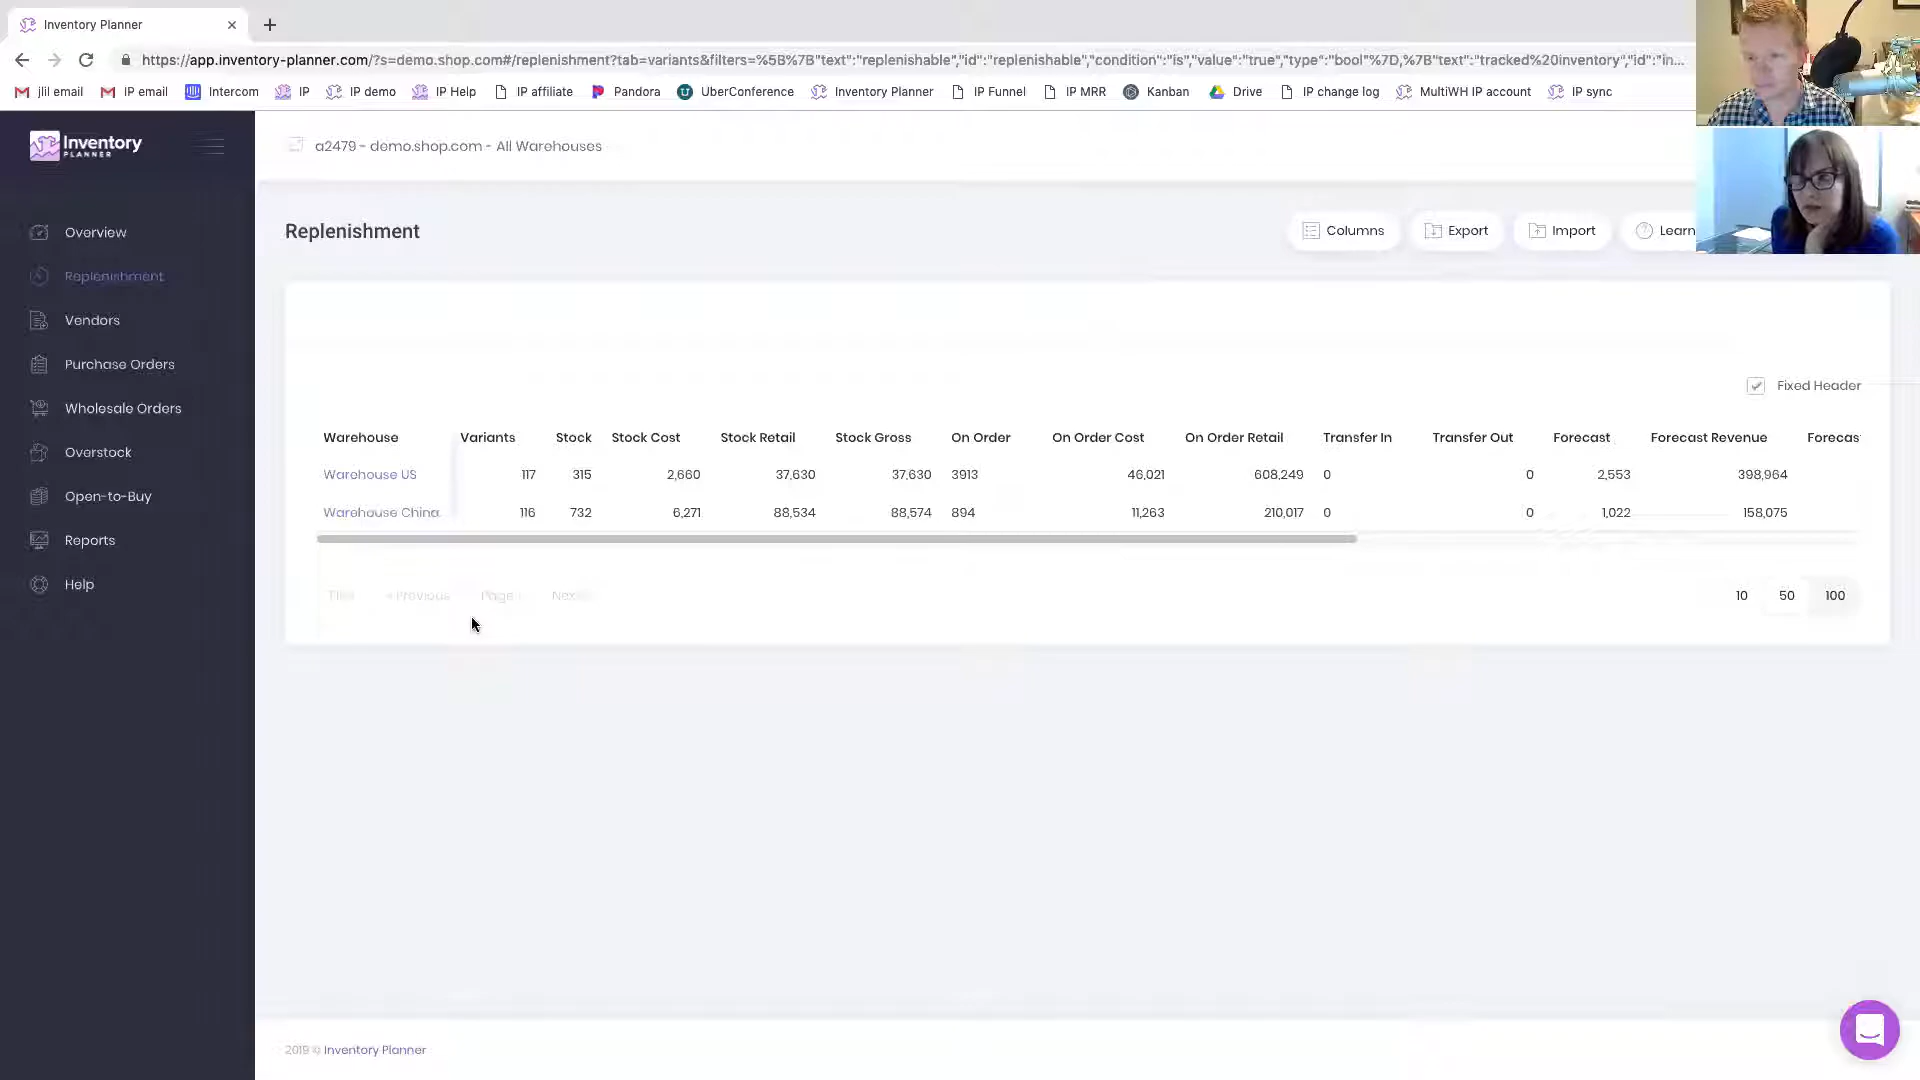 Inventory Planner
https://app.inventory-planner.com/?s=demo.shop.com#/replenishment?tab=variants&filters=%5B%7B"text":"replenishable","id":"replenishable","condition":"is","value":"true","type":"bool"%7D,%7B"text":"tracked%20inventory","id":"in...
jlil email IP email Intercom IP IP demo IP Help IP affiliate Pandora UberConference Inventory Planner IP Funnel IP MRR Kanban Drive IP change log MultiWH IP account IP sync
Inventory
PLANNER
a2479 - demo.shop.com - All Warehouses
Overview
Replenishment
Vendors
Purchase Orders
Wholesale Orders
Overstock
Open-to-Buy
Reports
Help
Replenishment
Columns Export Import Learn
Fixed Header
Warehouse Variants Stock Stock Cost Stock Retail Stock Gross On Order On Order Cost On Order Retail Transfer In Transfer Out Forecast Forecast Revenue Forecas
Warehouse US 117 315 2,660 37,630 37,630 3913 46,021 608,249 0 0 2,553 398,964
Warehouse China 116 732 6,271 88,534 88,574 894 11,263 210,017 0 0 1,022 158,075
Previous Page 10 50 100
2019 © Inventory Planner